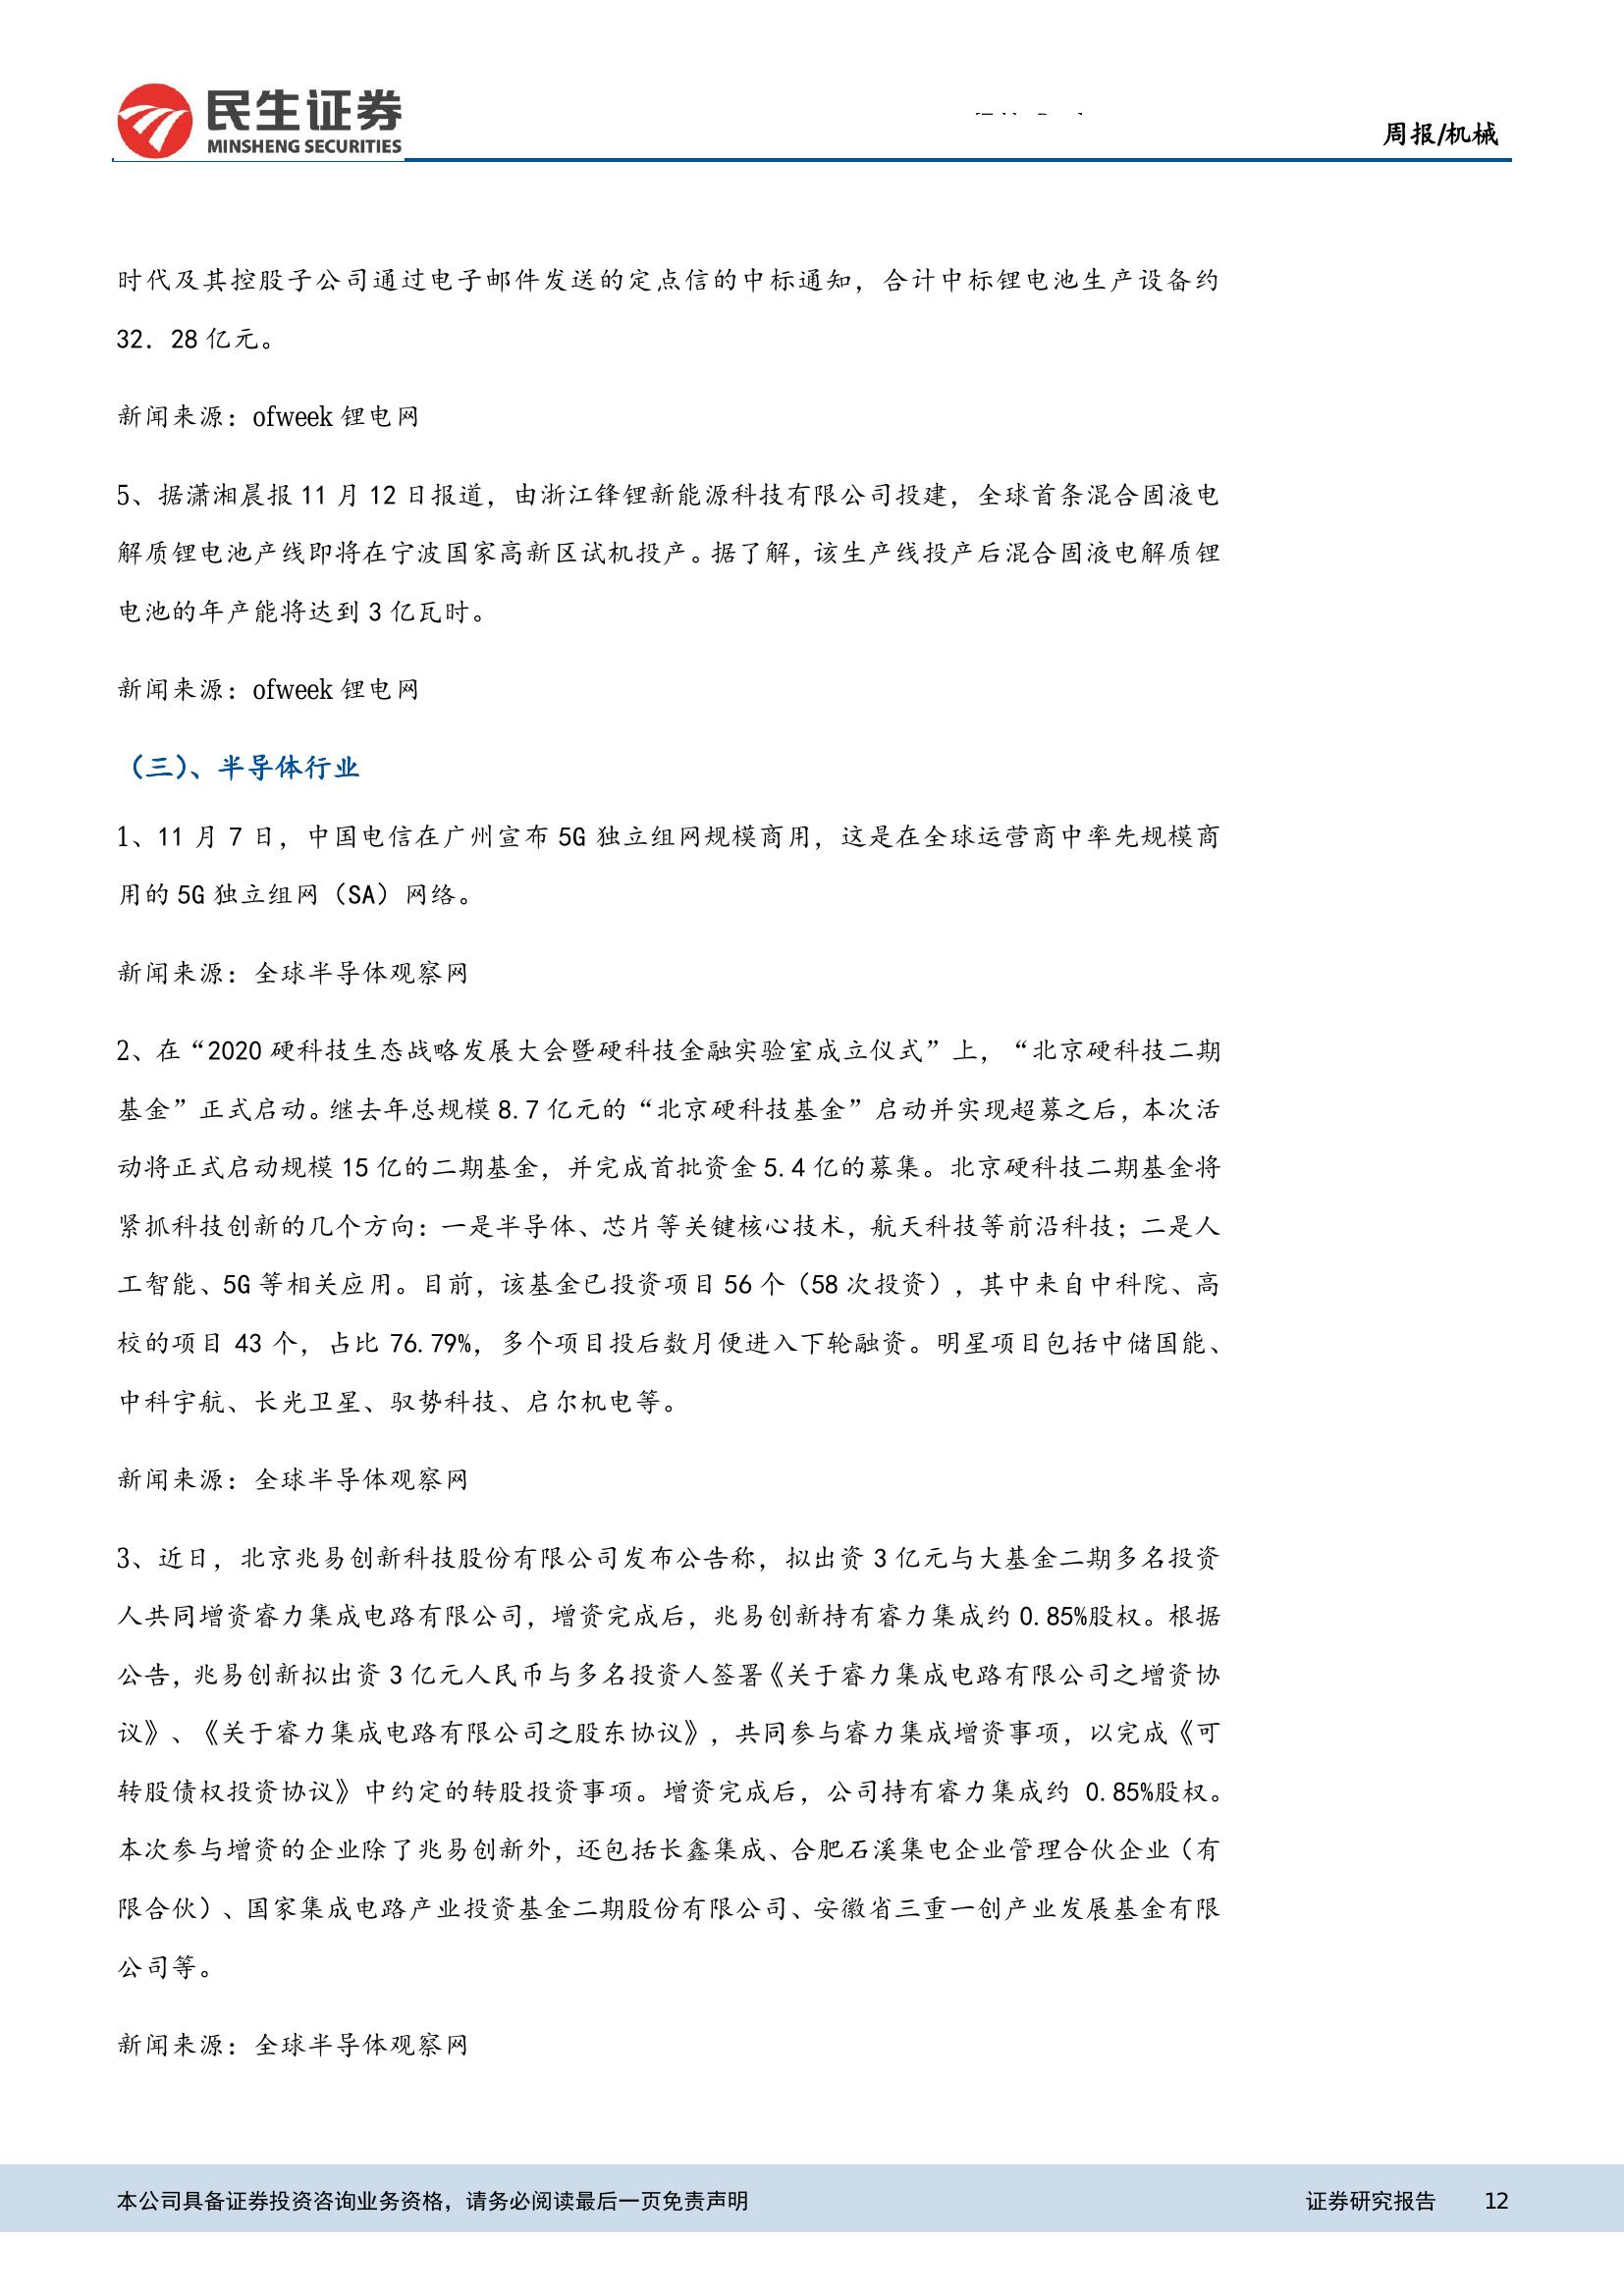 民生证券
MINSHENG SECURITIES
周报/机械
时代及其控股子公司通过电子邮件发送的定点信的中标通知，合计中标锂电池生产设备约
32．28 亿元。
新闻来源：ofweek 锂电网
5、据潇湘晨报 11 月 12 日报道，由浙江锋锂新能源科技有限公司投建，全球首条混合固液电
解质锂电池产线即将在宁波国家高新区试机投产。据了解，该生产线投产后混合固液电解质锂
电池的年产能将达到 3 亿瓦时。
新闻来源：ofweek 锂电网
（三）、半导体行业
1、11 月 7 日，中国电信在广州宣布 5G 独立组网规模商用，这是在全球运营商中率先规模商
用的 5G 独立组网（SA）网络。
新闻来源：全球半导体观察网
2、在“2020 硬科技生态战略发展大会暨硬科技金融实验室成立仪式”上，“北京硬科技二期
基金”正式启动。继去年总规模 8.7 亿元的“北京硬科技基金”启动并实现超募之后，本次活
动将正式启动规模 15 亿的二期基金，并完成首批资金 5.4 亿的募集。北京硬科技二期基金将
紧抓科技创新的几个方向：一是半导体、芯片等关键核心技术，航天科技等前沿科技；二是人
工智能、5G 等相关应用。目前，该基金已投资项目 56 个（58 次投资），其中来自中科院、高
校的项目 43 个，占比 76.79%，多个项目投后数月便进入下轮融资。明星项目包括中储国能、
中科宇航、长光卫星、驭势科技、启尔机电等。
新闻来源：全球半导体观察网
3、近日，北京兆易创新科技股份有限公司发布公告称，拟出资 3 亿元与大基金二期多名投资
人共同增资睿力集成电路有限公司，增资完成后，兆易创新持有睿力集成约 0.85%股权。根据
公告，兆易创新拟出资 3 亿元人民币与多名投资人签署《关于睿力集成电路有限公司之增资协
议》、《关于睿力集成电路有限公司之股东协议》，共同参与睿力集成增资事项，以完成《可
转股债权投资协议》中约定的转股投资事项。增资完成后，公司持有睿力集成约 0.85%股权。
本次参与增资的企业除了兆易创新外，还包括长鑫集成、合肥石溪集电企业管理合伙企业（有
限合伙）、国家集成电路产业投资基金二期股份有限公司、安徽省三重一创产业发展基金有限
公司等。
新闻来源：全球半导体观察网
本公司具备证券投资咨询业务资格，请务必阅读最后一页免责声明
证券研究报告 12